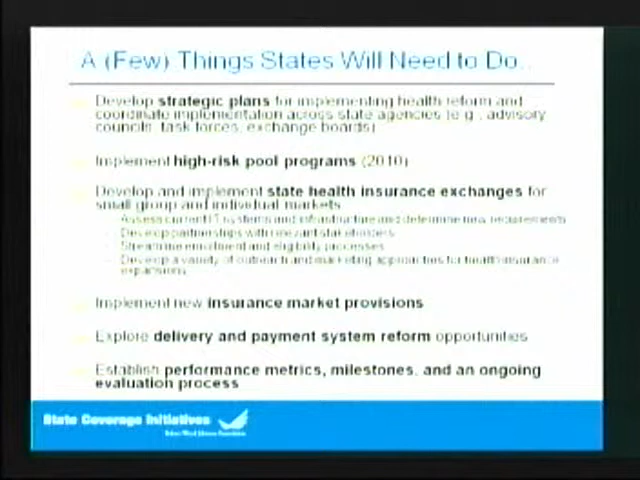 A (Few) Things States Will Need to Do...
Develop strategic plans for implementing health reform and
coordinate implementation across state agencies (e.g., advisory
councils, task forces, exchange boards)
Implement high-risk pool programs (2010)
Develop and implement state health insurance exchanges for
small group and individual markets
Assess current IT systems and infrastructure and determine new requirements
Develop partnerships with relevant stakeholders
Streamline enrollment and eligibility processes
Develop a variety of outreach and marketing approaches for health insurance
expansions
Implement new insurance market provisions
Explore delivery and payment system reform opportunities
Establish performance metrics, milestones, and an ongoing
evaluation process
State Coverage Initiatives
Robert Wood Johnson Foundation